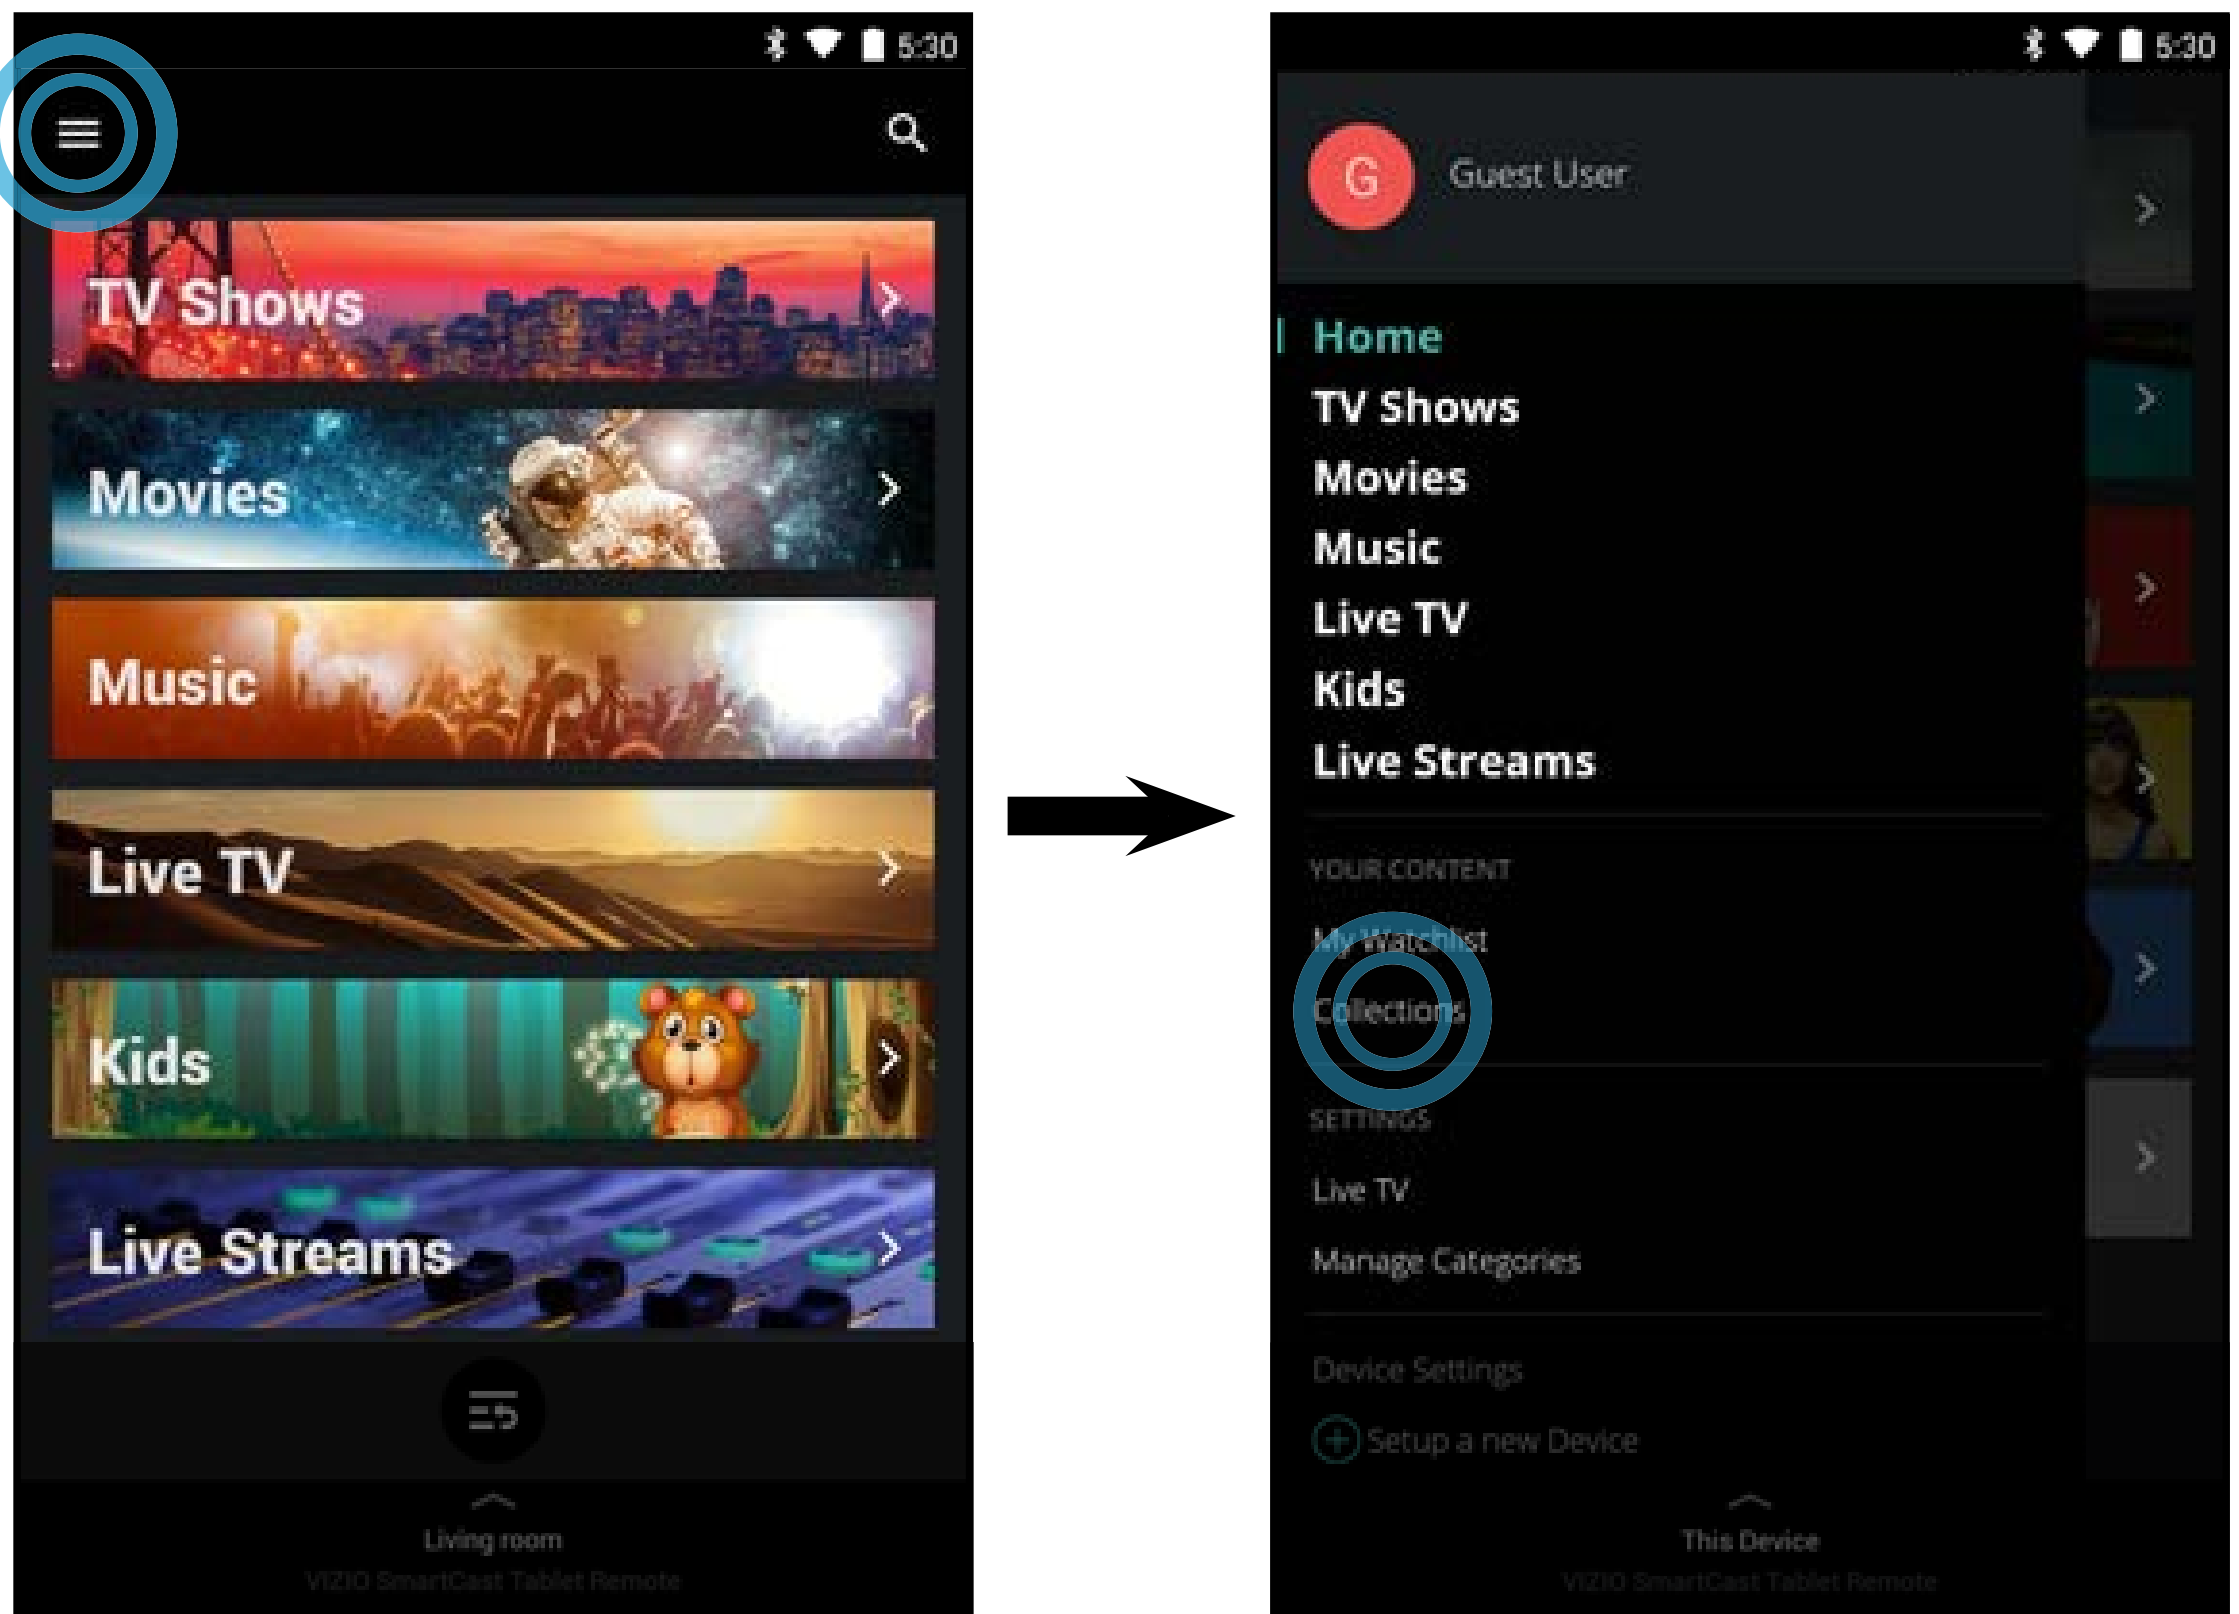 5:30
TV Shows
Movies
Music
Live TV
Kids
Live Streams
Living room
VIZIO SmartCast Tablet Remote
5:30
G
Guest User
Home
TV Shows
Movies
Music
Live TV
Kids
Live Streams
YOUR CONTENT
My Watchlist
Collections
SETTINGS
Live TV
Manage Categories
Device Settings
Setup a new Device
This Device
VIZIO SmartCast Tablet Remote